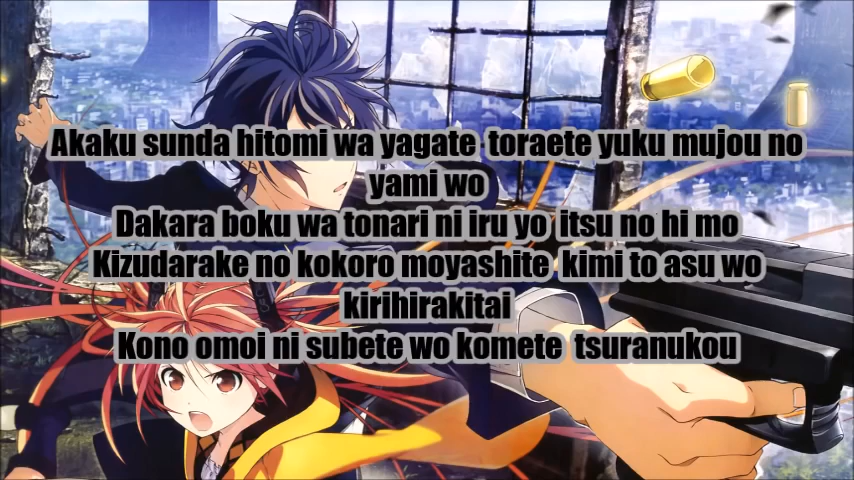 Akaku sunda hitomi wa yagate  toraete yuku mujou no
yami wo
Dakara boku wa tonari ni iru yo  itsu no hi mo
Kizudarake no kokoro moyashite  kimi to asu wo
kirihirakitai
Kono omoi ni subete wo komete  tsuranukou